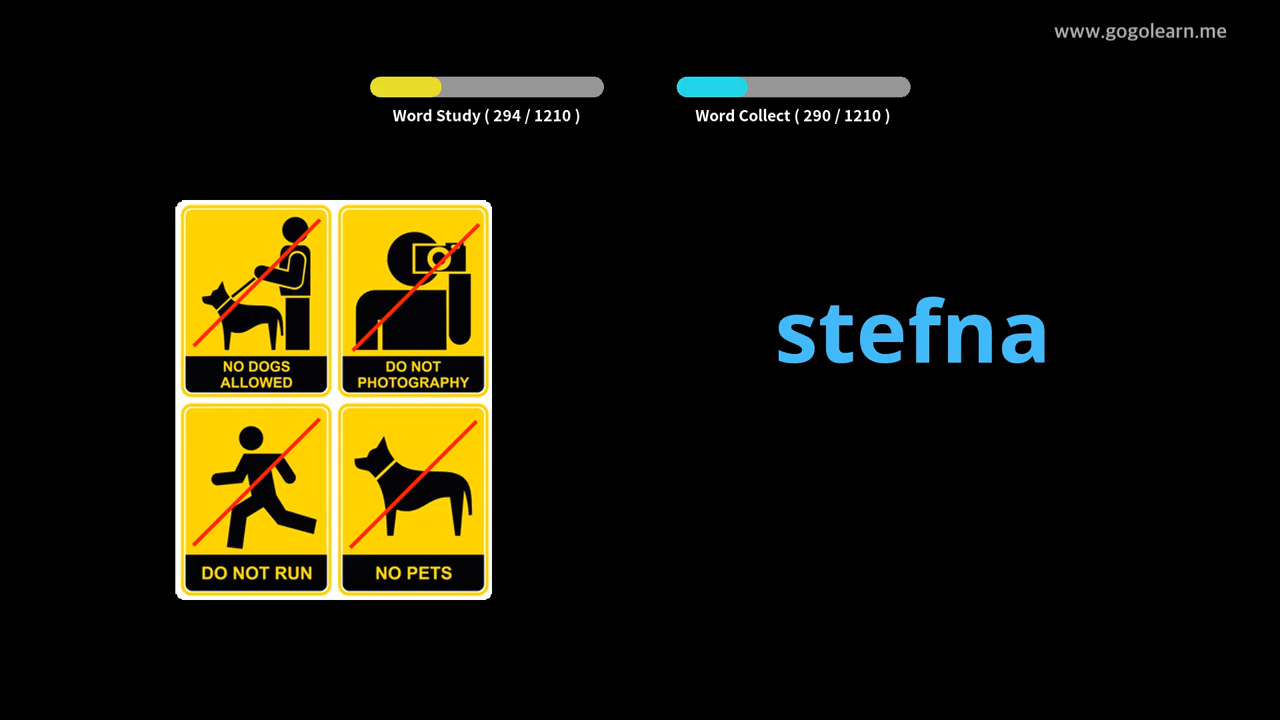 www.gogolearn.me
Word Study ( 294 / 1210 )
Word Collect ( 290 / 1210 )
NO DOGS
ALLOWED
DO NOT
PHOTOGRAPHY
stefna
DO NOT RUN
NO PETS